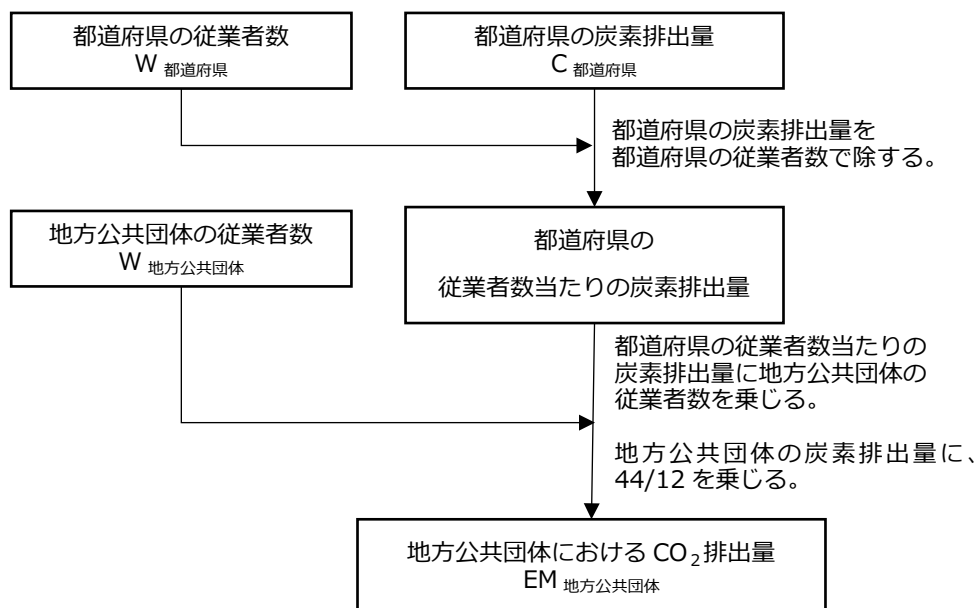 都道府県の従業者数
W 都道府県
都道府県の炭素排出量
C 都道府県
都道府県の炭素排出量を
都道府県の従業者数で除する。
地方公共団体の従業者数
W 地方公共団体
都道府県の
従業者数当たりの炭素排出量
都道府県の従業者数当たりの
炭素排出量に地方公共団体の
従業者数を乗じる。
地方公共団体の炭素排出量に、
44/12 を乗じる。
地方公共団体における CO₂排出量
EM 地方公共団体